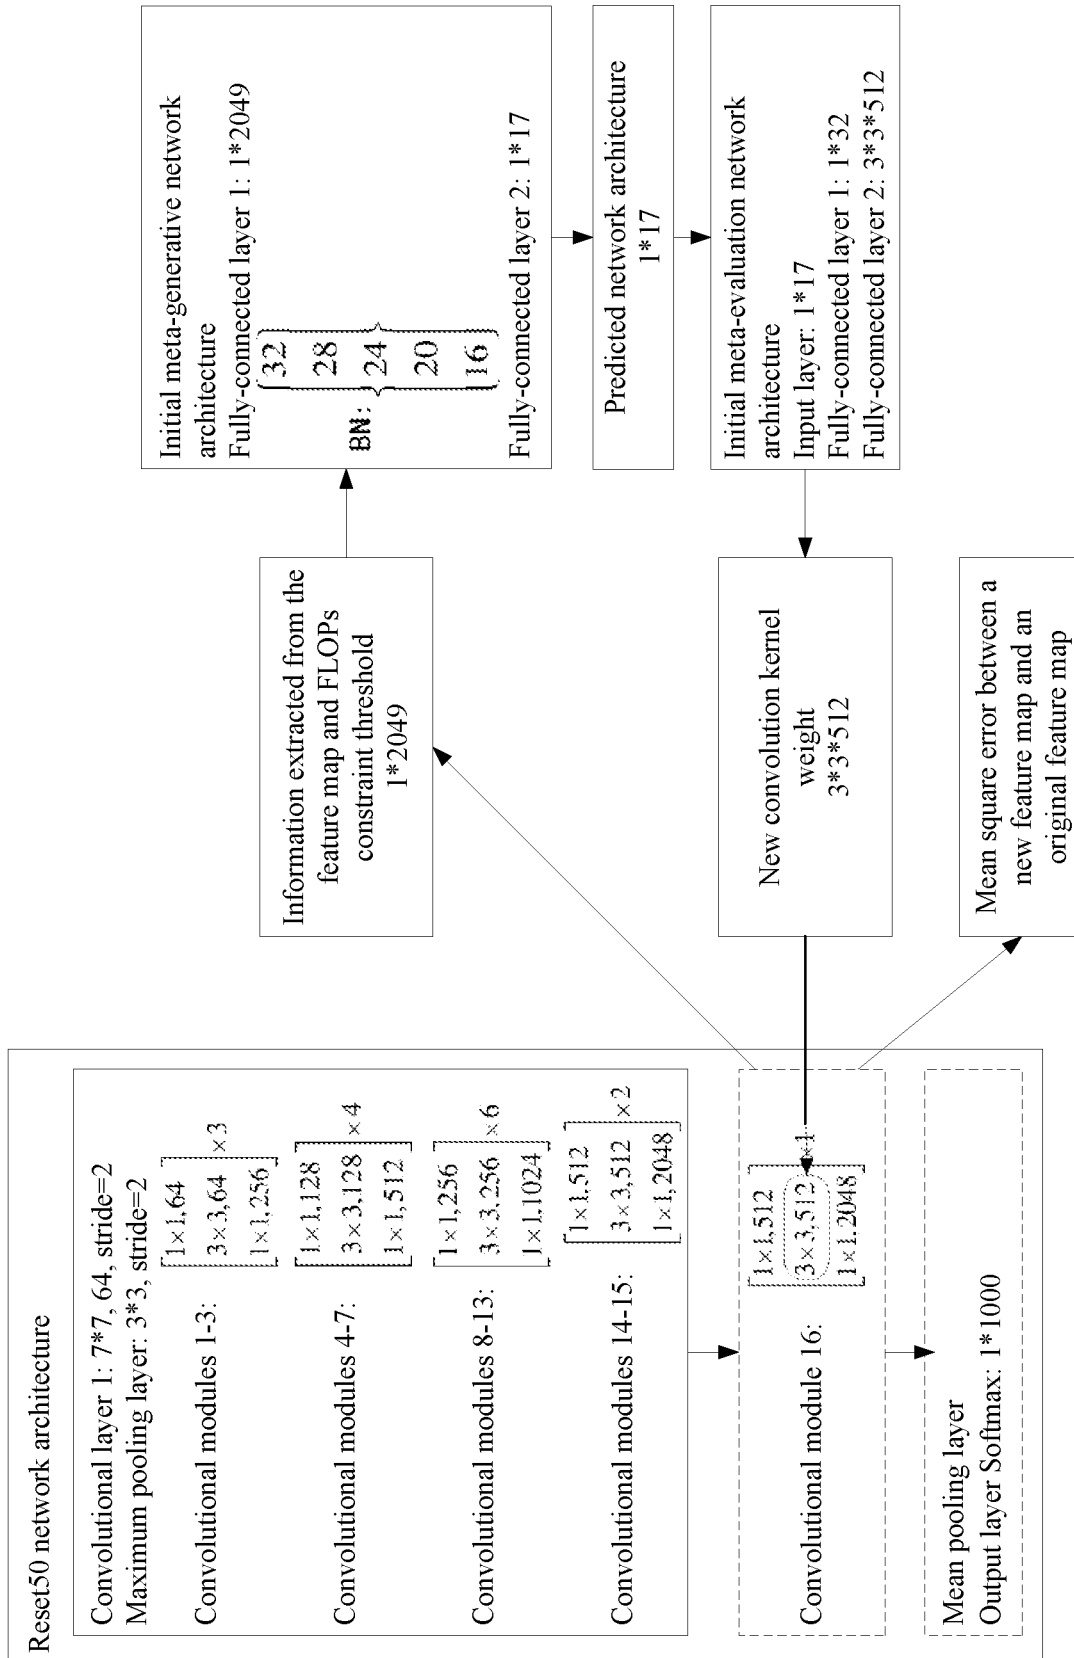 Reset50 network architecture
Convolutional layer 1: 7*7, 64, stride=2
Maximum pooling layer: 3*3, stride=2
Convolutional modules 1-3:
1×1,64
3×3,64
1×1,256
×3
Convolutional modules 4-7:
1×1,128
3×3,128
1×1,512
×4
Convolutional modules 8-13:
1×1,256
3×3,256
1×1,1024
×6
Convolutional modules 14-15:
1×1,512
3×3,512
1×1,2048
×2
Convolutional module 16:
1×1,512
3×3,512
1×1,2048
×1
Mean pooling layer
Output layer Softmax: 1*1000
Information extracted from the
feature map and FLOPs
constraint threshold
1*2049
Initial meta-generative network
architecture
Fully-connected layer 1: 1*2049
BN:
32
28
24
20
16
Fully-connected layer 2: 1*17
Predicted network architecture
1*17
Initial meta-evaluation network
architecture
Input layer: 1*17
Fully-connected layer 1: 1*32
Fully-connected layer 2: 3*3*512
New convolution kernel
weight
3*3*512
Mean square error between a
new feature map and an
original feature map